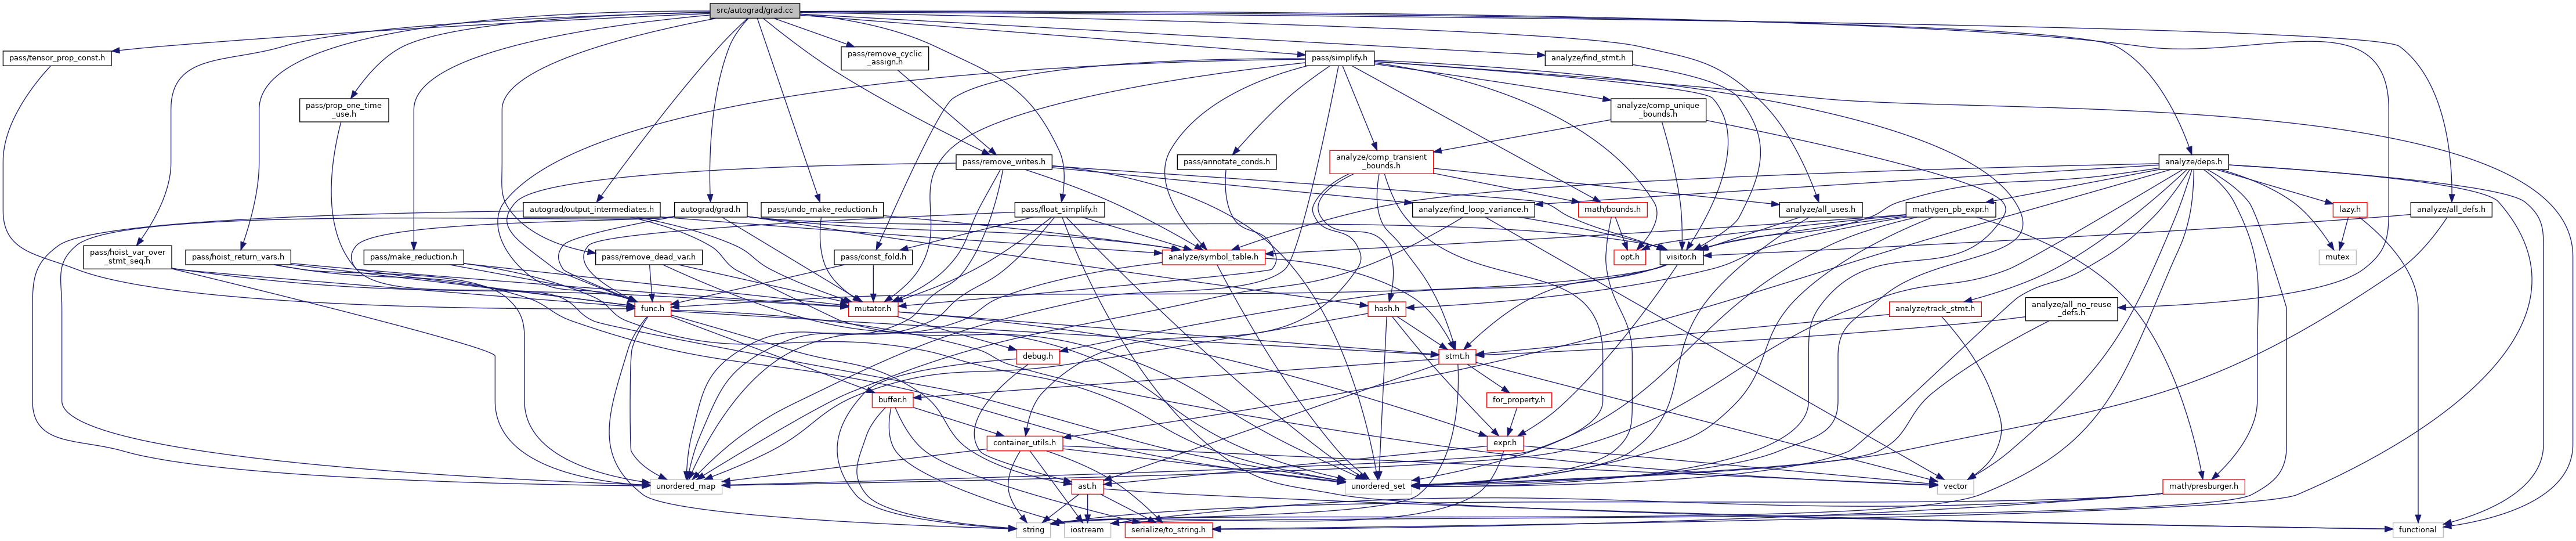 src/autograd/grad.cc
pass/tensor_prop_const.h
pass/remove_cyclic
_assign.h
pass/simplify.h
analyze/find_stmt.h
pass/prop_one_time
_use.h
analyze/comp_unique
_bounds.h
pass/remove_writes.h
pass/annotate_conds.h
analyze/comp_transient
_bounds.h
analyze/deps.h
autograd/output_intermediates.h
autograd/grad.h
pass/undo_make_reduction.h
pass/float_simplify.h
analyze/find_loop_variance.h
math/bounds.h
analyze/all_uses.h
math/gen_pb_expr.h
lazy.h
analyze/all_defs.h
pass/hoist_var_over
_stmt_seq.h
pass/hoist_return_vars.h
pass/make_reduction.h
pass/remove_dead_var.h
pass/const_fold.h
analyze/symbol_table.h
opt.h
visitor.h
mutex
func.h
mutator.h
hash.h
analyze/track_stmt.h
analyze/all_no_reuse
_defs.h
debug.h
stmt.h
buffer.h
for_property.h
container_utils.h
expr.h
unordered_map
ast.h
unordered_set
vector
math/presburger.h
string
iostream
serialize/to_string.h
functional